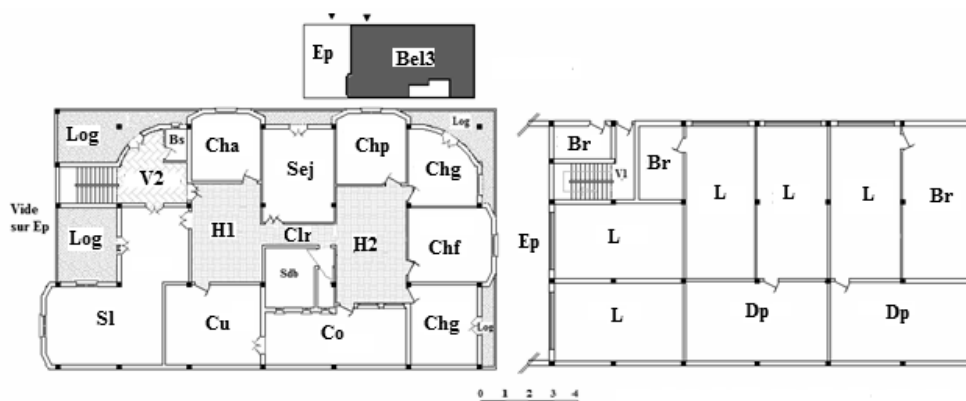 Ep
Bel3
Log
Bs
Cha
Sej
Chp
Log
Chg
V2
Vide
sur Ep
Log
H1
Clr
H2
Chf
Sdb
Sl
Cu
Co
Chg
Log
Br
V1
Br
L
L
L
Br
Ep
L
L
Dp
Dp
0 1 2 3 4